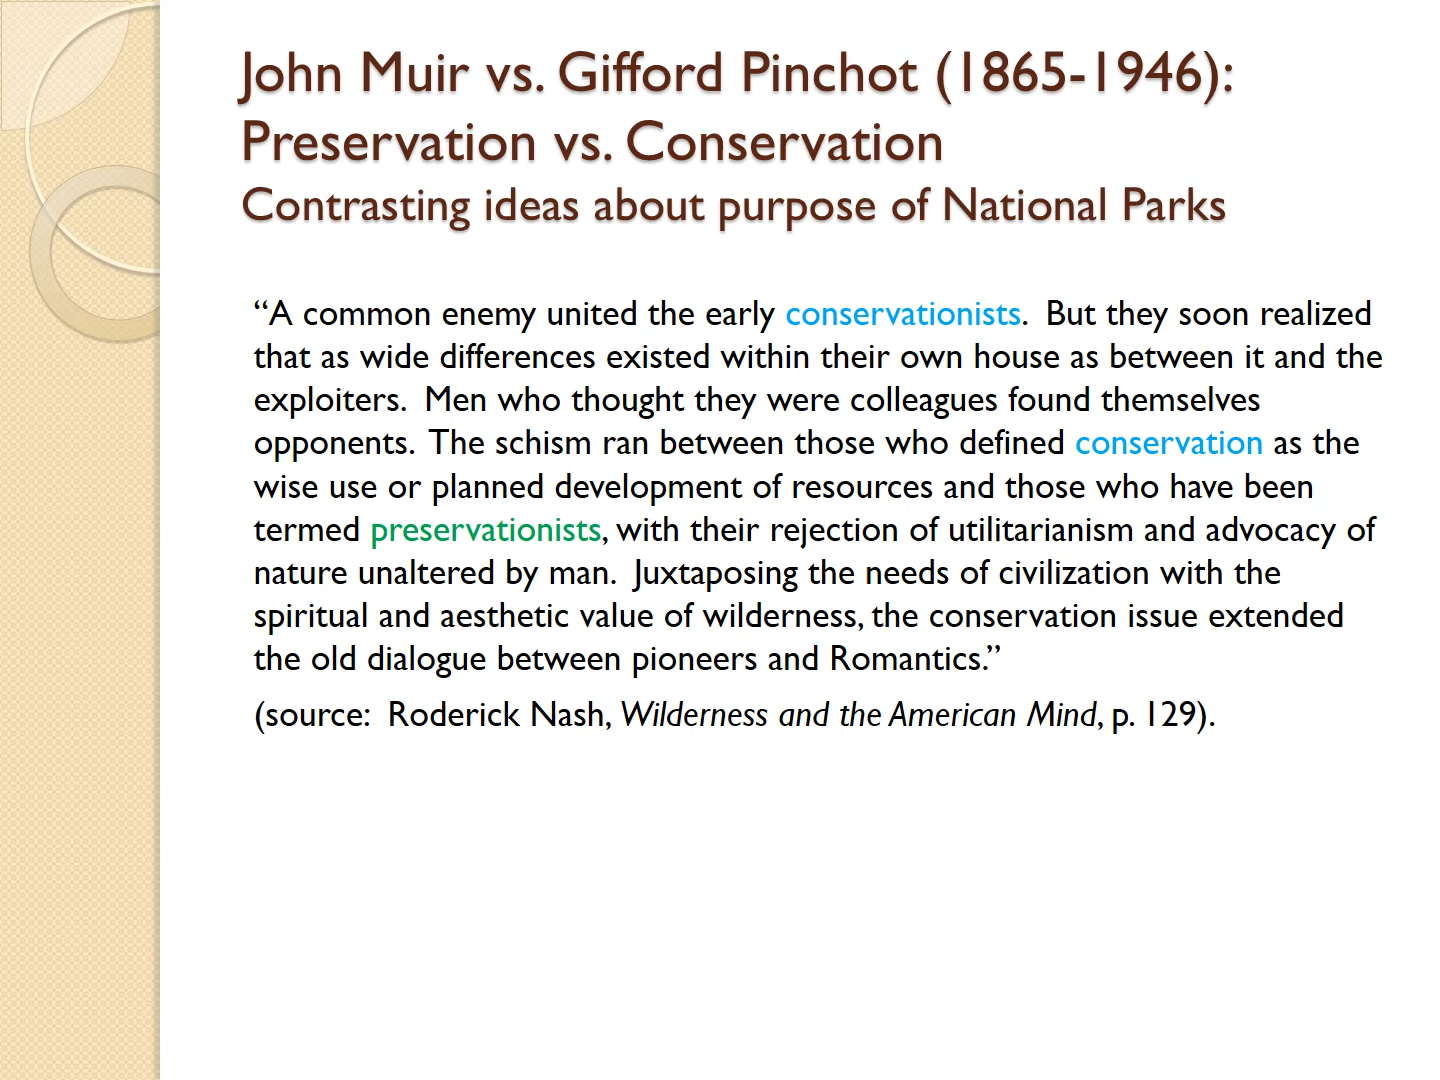 John Muir vs. Gifford Pinchot (1865-1946):
Preservation vs. Conservation
Contrasting ideas about purpose of National Parks
“A common enemy united the early conservationists.  But they soon realized
that as wide differences existed within their own house as between it and the
exploiters.  Men who thought they were colleagues found themselves
opponents.  The schism ran between those who defined conservation as the
wise use or planned development of resources and those who have been
termed preservationists, with their rejection of utilitarianism and advocacy of
nature unaltered by man.  Juxtaposing the needs of civilization with the
spiritual and aesthetic value of wilderness, the conservation issue extended
the old dialogue between pioneers and Romantics.”
(source:  Roderick Nash, Wilderness and the American Mind, p. 129).